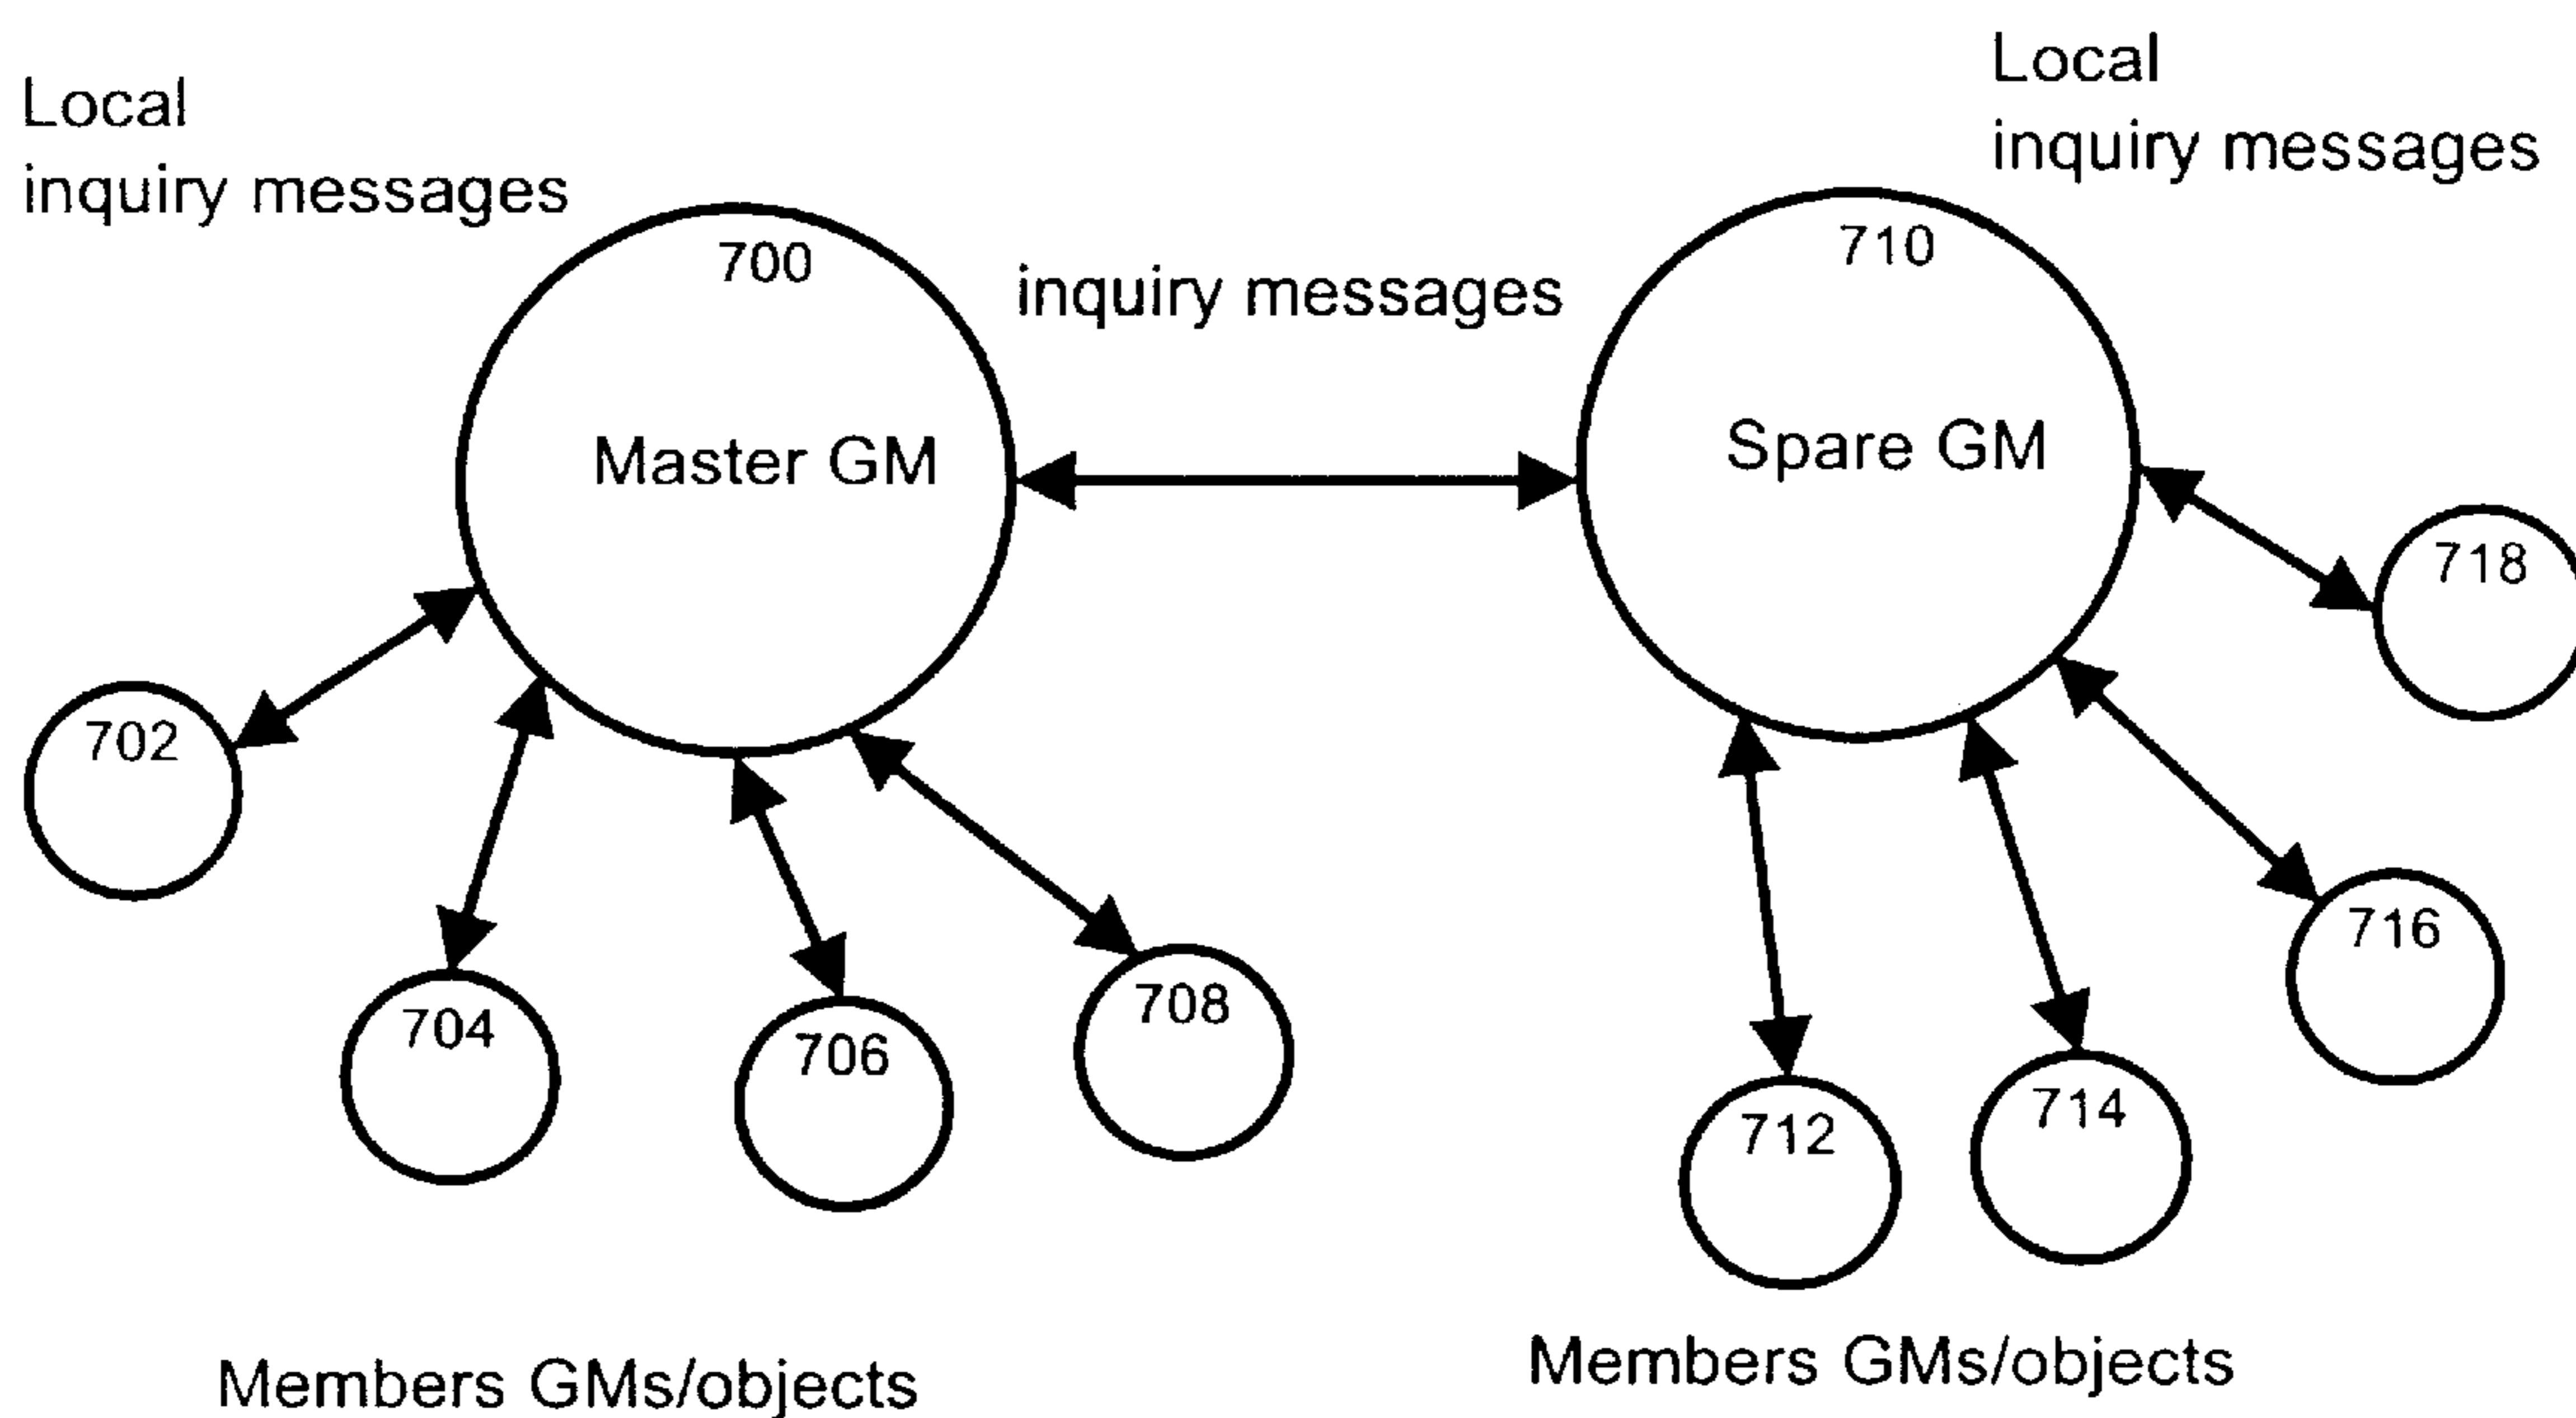 Local
inquiry messages
700
Master GM
inquiry messages
Local
inquiry messages
710
Spare GM
702
704
706
708
718
716
714
712
Members GMs/objects
Members GMs/objects